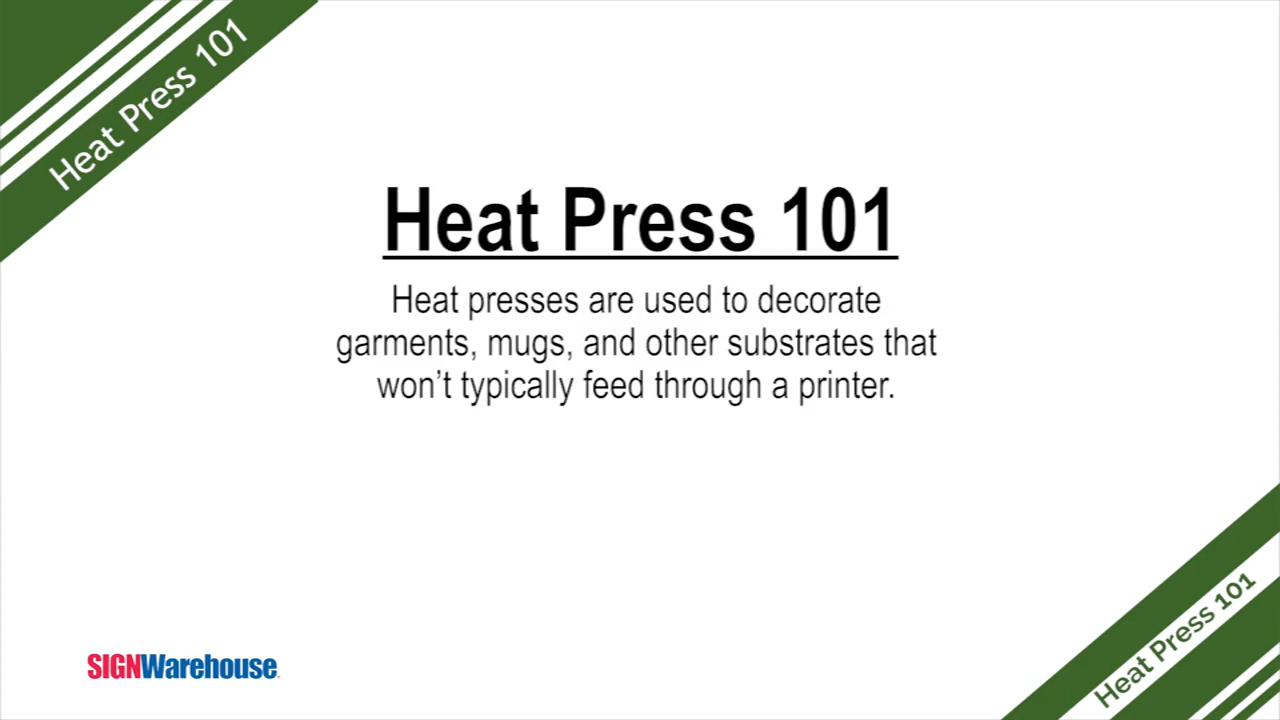 Heat Press 101
Heat Press 101
Heat presses are used to decorate
garments, mugs, and other substrates that
won’t typically feed through a printer.
SIGNWarehouse
Heat Press 101